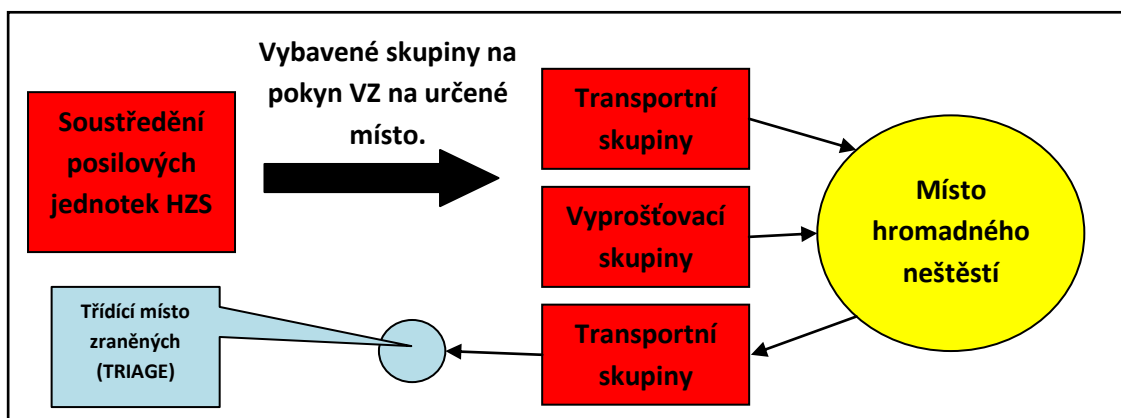 Soustředění
posilových
jednotek HZS
Vybavené skupiny na
pokyn VZ na určené
místo.
Transportní
skupiny
Vyprošťovací
skupiny
Transportní
skupiny
Místo
hromadného
neštěstí
Třídící místo
zraněných
(TRIAGE)